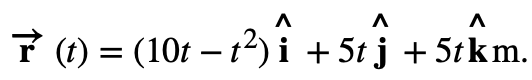 r⃗ (t) = (10t − t²) î + 5t ĵ + 5t k̂ m.